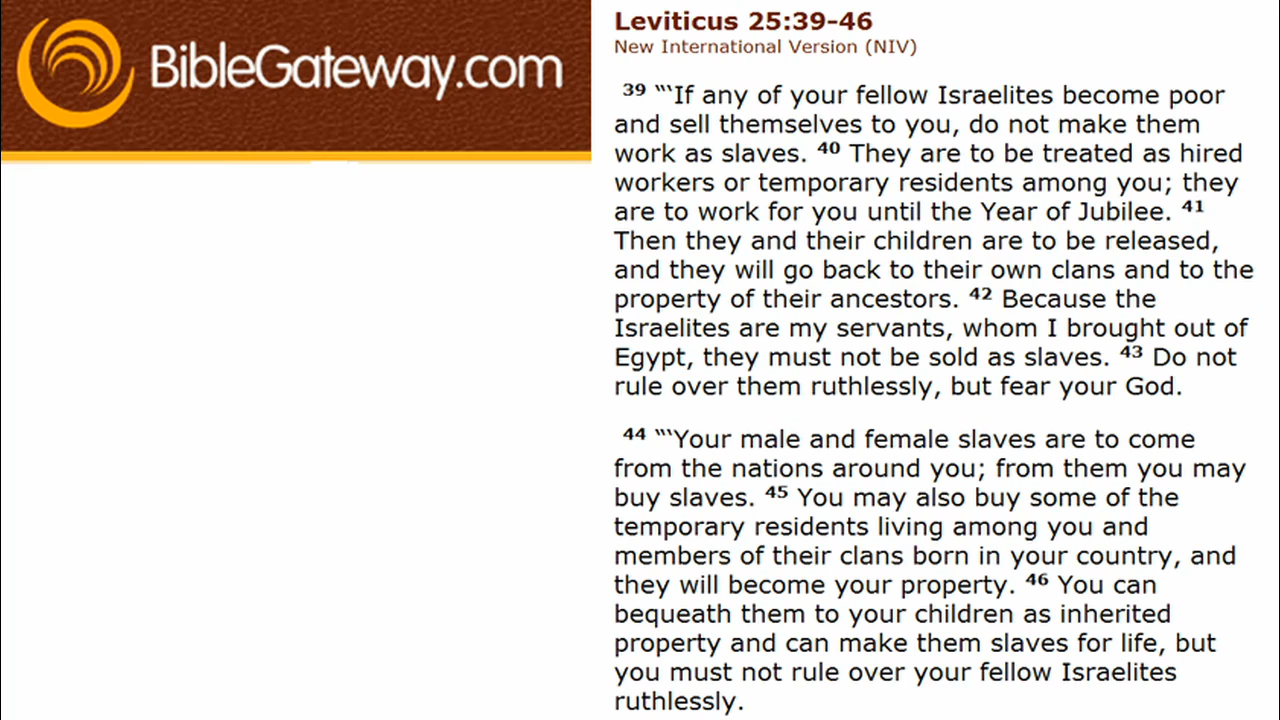 BibleGateway.com
Leviticus 25:39-46
New International Version (NIV)
39 "'If any of your fellow Israelites become poor
and sell themselves to you, do not make them
work as slaves. 40 They are to be treated as hired
workers or temporary residents among you; they
are to work for you until the Year of Jubilee. 41
Then they and their children are to be released,
and they will go back to their own clans and to the
property of their ancestors. 42 Because the
Israelites are my servants, whom I brought out of
Egypt, they must not be sold as slaves. 43 Do not
rule over them ruthlessly, but fear your God.
44 "'Your male and female slaves are to come
from the nations around you; from them you may
buy slaves. 45 You may also buy some of the
temporary residents living among you and
members of their clans born in your country, and
they will become your property. 46 You can
bequeath them to your children as inherited
property and can make them slaves for life, but
you must not rule over your fellow Israelites
ruthlessly.